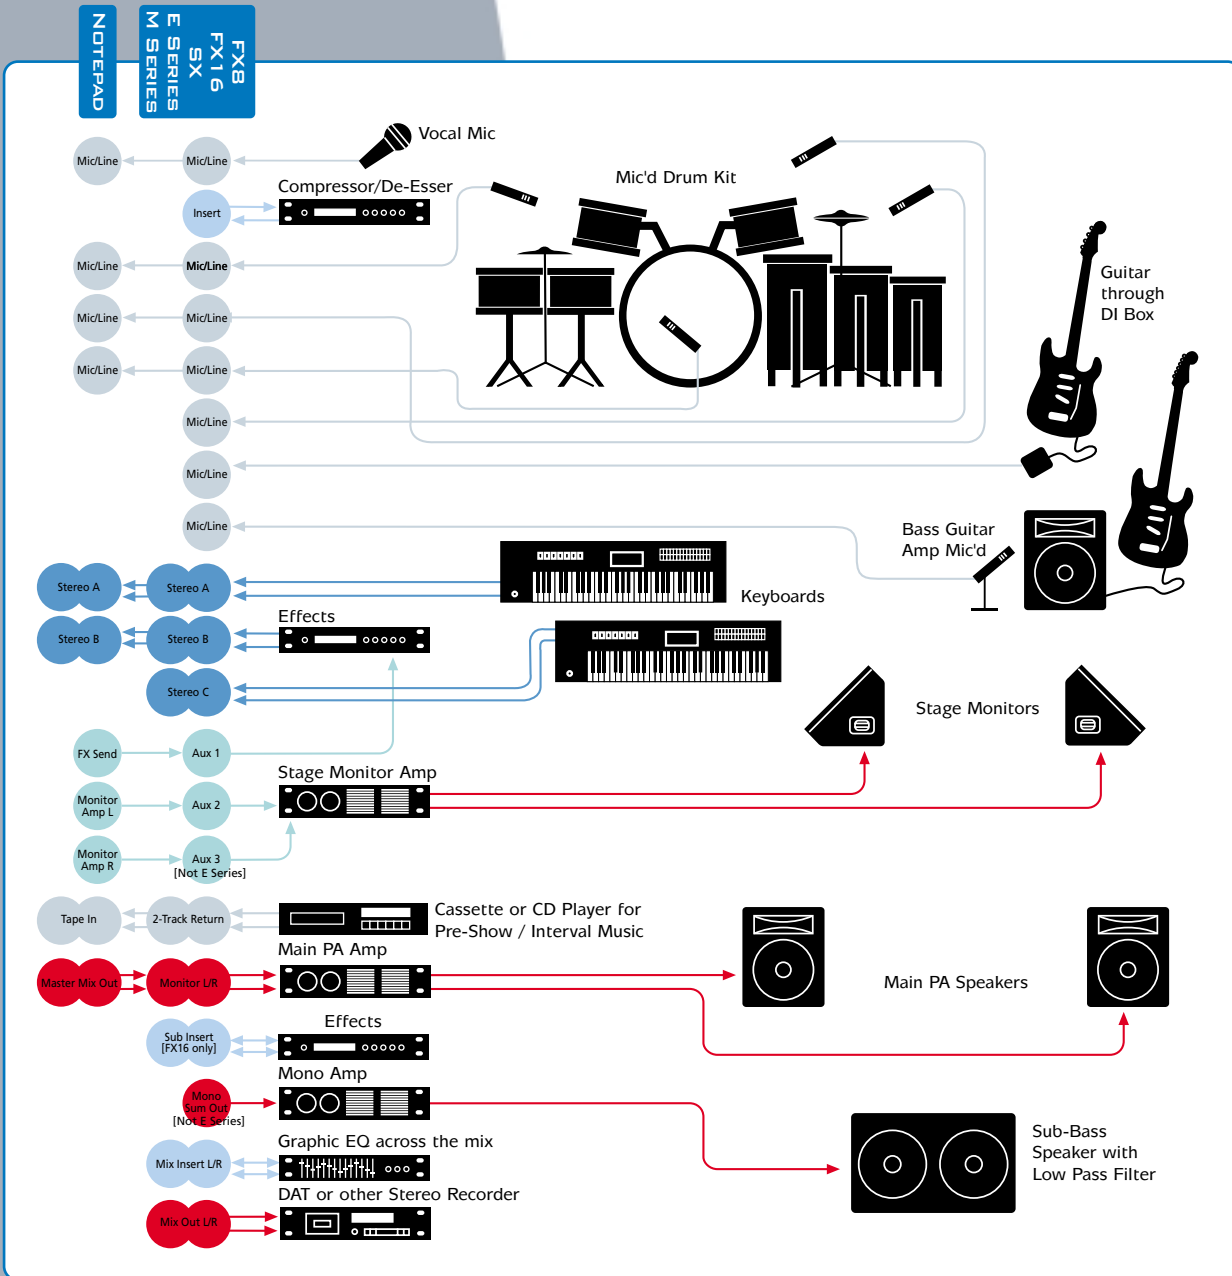 NOTEPAD
FX8
FX16
SX
E SERIES
M SERIES
Vocal Mic
Mic/Line
Mic/Line
Compressor/De-Esser
Insert
Mic'd Drum Kit
Mic/Line
Mic/Line
Guitar
through
DI Box
Mic/Line
Mic/Line
Mic/Line
Mic/Line
Mic/Line
Mic/Line
Mic/Line
Bass Guitar
Amp Mic'd
Stereo A
Stereo A
Keyboards
Effects
Stereo B
Stereo B
Stereo C
Stage Monitors
FX Send
Aux 1
Stage Monitor Amp
Monitor
Amp L
Aux 2
Monitor
Amp R
Aux 3
[Not E Series]
Tape In
2-Track Return
Cassette or CD Player for
Pre-Show / Interval Music
Main PA Amp
Master Mix Out
Monitor L/R
Main PA Speakers
Effects
Sub Insert
[FX16 only]
Mono Amp
Mono
Sum Out
[Not E Series]
Graphic EQ across the mix
Mix Insert L/R
Sub-Bass
Speaker with
Low Pass Filter
DAT or other Stereo Recorder
Mix Out L/R